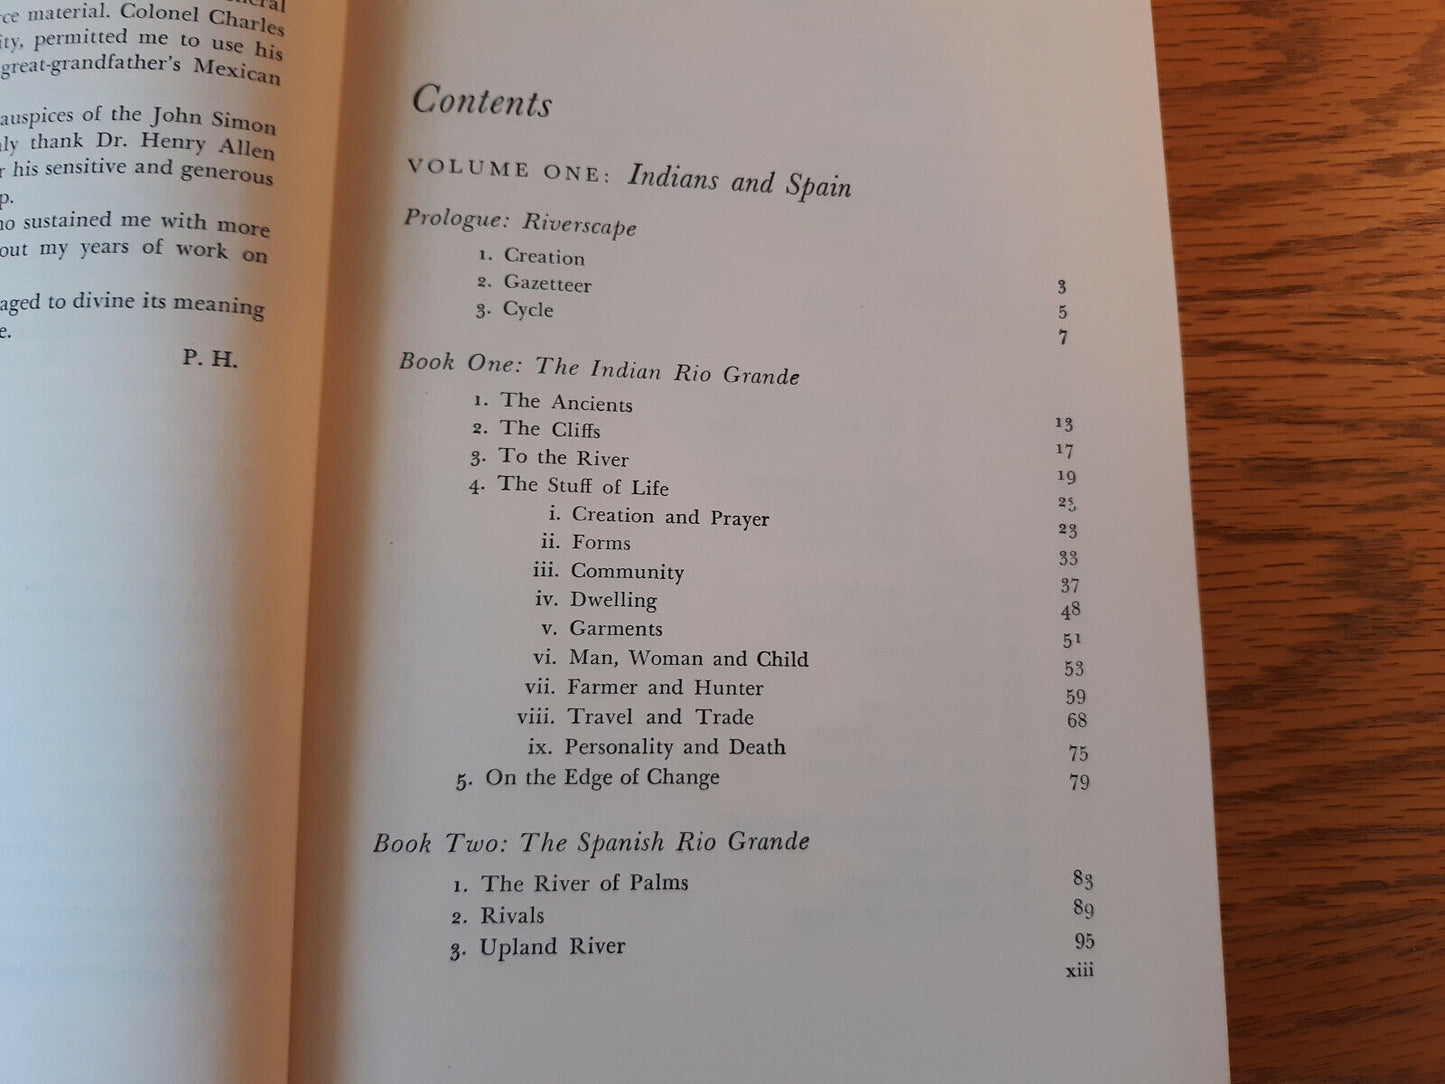 material. Colonel Charles
permitted me to use his
great-grandfather's Mexican
auspices of the John Simon
thank Dr. Henry Allen
his sensitive and generous
p.
sustained me with more
out my years of work on
aged to divine its meaning
e.
P. H.
Contents
VOLUME ONE: Indians and Spain
Prologue: Riverscape
1. Creation 3
2. Gazetteer 5
3. Cycle 7
Book One: The Indian Rio Grande
1. The Ancients 13
2. The Cliffs 17
3. To the River 19
4. The Stuff of Life
i. Creation and Prayer 23
ii. Forms 33
iii. Community 37
iv. Dwelling 48
v. Garments 51
vi. Man, Woman and Child 53
vii. Farmer and Hunter 59
viii. Travel and Trade 68
ix. Personality and Death 75
5. On the Edge of Change 79
Book Two: The Spanish Rio Grande
1. The River of Palms 83
2. Rivals 89
3. Upland River 95
xiii